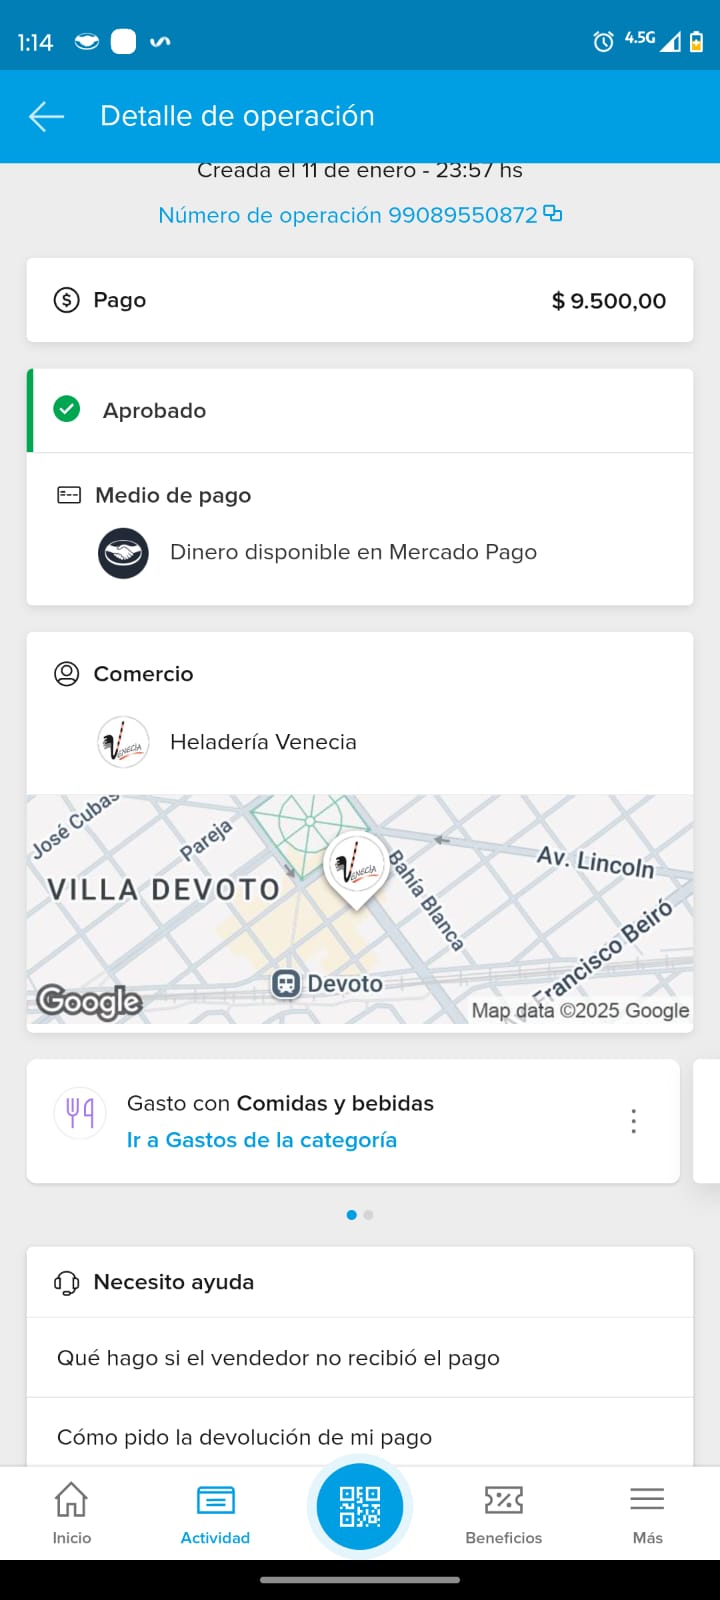 1:14
4.5G
Detalle de operación
Creada el 11 de enero - 23:57 hs
Número de operación 99089550872
Pago
$ 9.500,00
Aprobado
Medio de pago
Dinero disponible en Mercado Pago
Comercio
VENECIA
Heladería Venecia
José Cubas
Pareja
VENECIA
Bahía Blanca
Av. Lincoln
VILLA DEVOTO
Francisco Beiró
Devoto
Google
Map data ©2025 Google
Gasto con Comidas y bebidas
Ir a Gastos de la categoría
Necesito ayuda
Qué hago si el vendedor no recibió el pago
Cómo pido la devolución de mi pago
Inicio
Actividad
Beneficios
Más